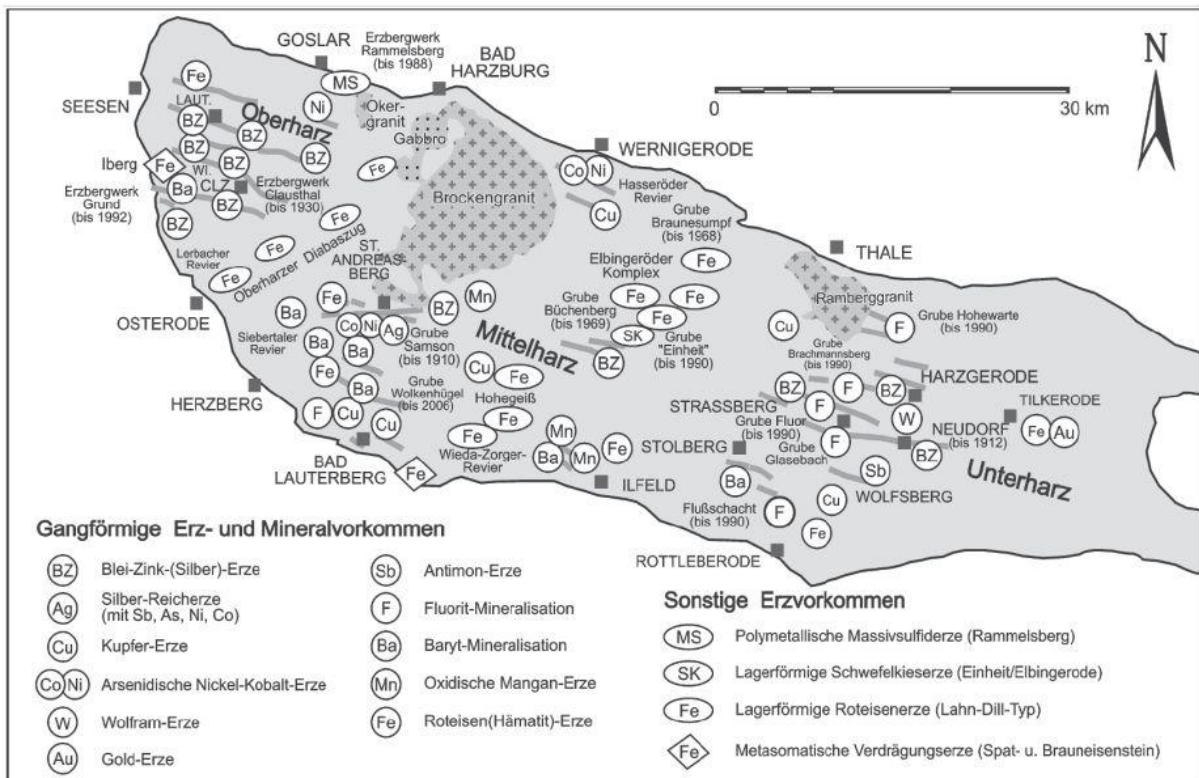 GOSLAR
Erzbergwerk
Rammelsberg
(bis 1988)
BAD
HARZBURG
N
0
30 km
SEESEN
Fe
MS
LAUT.
Oberharz
Ni
Oker-
granit
Gabbro
BZ
BZ
BZ
BZ
BZ
Iberg
Fe
WI.
CLZ
Ba
BZ
BZ
Erzbergwerk
Grund
(bis 1992)
Erzbergwerk
Clausthal
(bis 1930)
Fe
Brockengranit
WERNIGERODE
Co
Ni
Hasseröder
Revier
Cu
Grube
Braunesumpf
(bis 1968)
Fe
Fe
Lerbacher
Revier
Fe
Fe
Oberharzer Diabaszug
ST.
ANDREAS-
BERG
OSTERODE
Elbingeröder
Komplex
Fe
Fe
Fe
SK
BZ
Grube
Büchenberg
(bis 1969)
Grube
"Einheit"
(bis 1990)
THALE
Ramberggranit
Cu
F
Grube Hohewarte
(bis 1990)
Ba
Fe
BZ
Mn
Co
Ni
Ag
Siebertaler
Revier
Ba
Ba
Grube
Samson
(bis 1910)
Mittelharz
Fe
Ba
Grube
Wolkenhügel
(bis 2006)
HERZBERG
F
Cu
Cu
BAD
LAUTERBERG
Fe
Cu
Fe
Hohegeiß
Fe
Fe
Wieda-Zorger-
Revier
Mn
Ba
Mn
Fe
ILFELD
Grube
Brachmannsberg
(bis 1990)
BZ
F
BZ
HARZGERODE
STRASSBERG
F
W
TILKERODE
Fe
Au
Grube Fluor
(bis 1990)
NEUDORF
(bis 1912)
STOLBERG
F
BZ
Grube
Glasebach
Sb
Unterharz
Ba
WOLFSBERG
Cu
Flußschacht
(bis 1990)
F
Fe
ROTTLEBERODE
Gangförmige Erz- und Mineralvorkommen
BZ Blei-Zink-(Silber)-Erze
Ag Silber-Reicherze
(mit Sb, As, Ni, Co)
Cu Kupfer-Erze
Co Ni Arsenidische Nickel-Kobalt-Erze
W Wolfram-Erze
Au Gold-Erze
Sb Antimon-Erze
F Fluorit-Mineralisation
Ba Baryt-Mineralisation
Mn Oxidische Mangan-Erze
Fe Roteisen(Hämatit)-Erze
Sonstige Erzvorkommen
MS Polymetallische Massivsulfiderze (Rammelsberg)
SK Lagerförmige Schwefelkieserze (Einheit/Elbingerode)
Fe Lagerförmige Roteisenerze (Lahn-Dill-Typ)
Fe Metasomatische Verdrägungserze (Spat- u. Brauneisenstein)